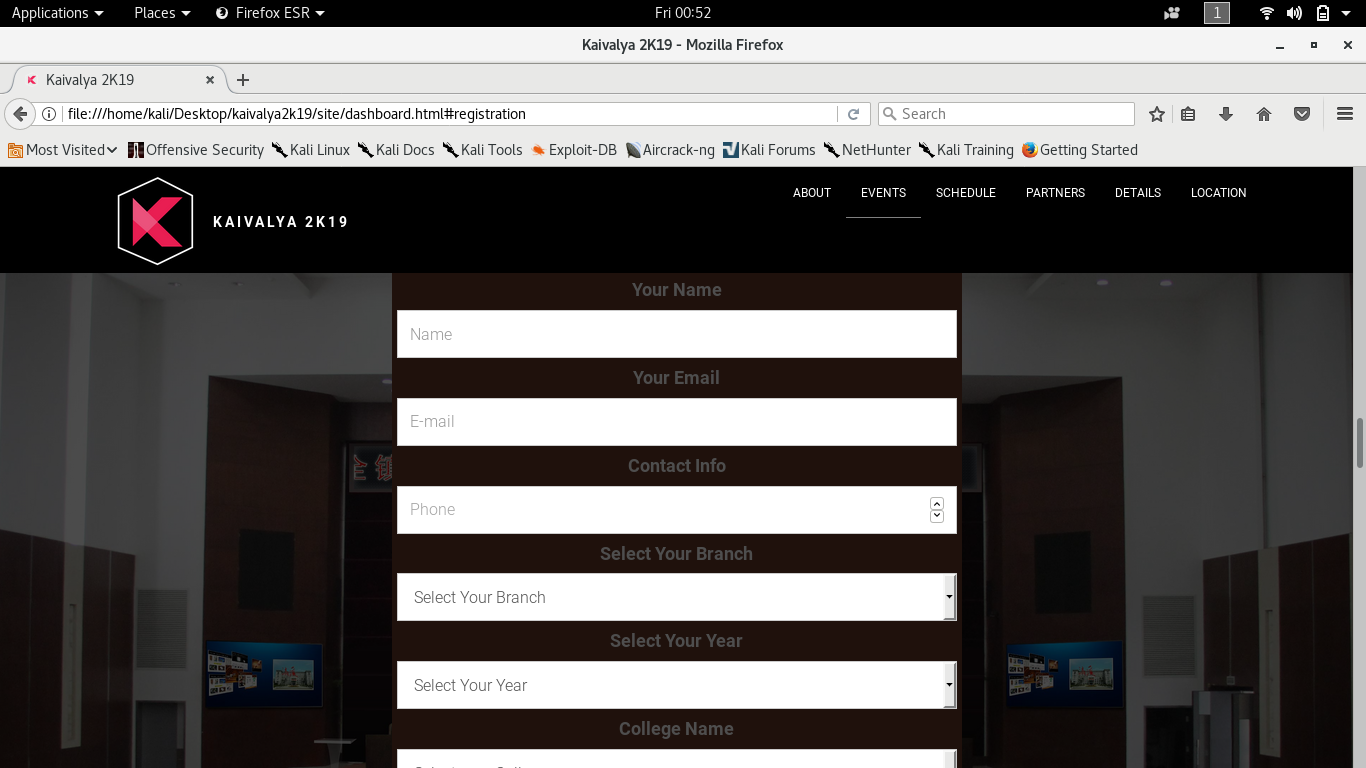 Applications Places Firefox ESR Fri 00:52 1
Kaivalya 2K19 - Mozilla Firefox
Kaivalya 2K19
file:///home/kali/Desktop/kaivalya2k19/site/dashboard.html#registration Search
Most Visited Offensive Security Kali Linux Kali Docs Kali Tools Exploit-DB Aircrack-ng Kali Forums NetHunter Kali Training Getting Started
KAIVALYA 2K19 ABOUT EVENTS SCHEDULE PARTNERS DETAILS LOCATION
Your Name
Name
Your Email
E-mail
Contact Info
Phone
Select Your Branch
Select Your Branch
Select Your Year
Select Your Year
College Name